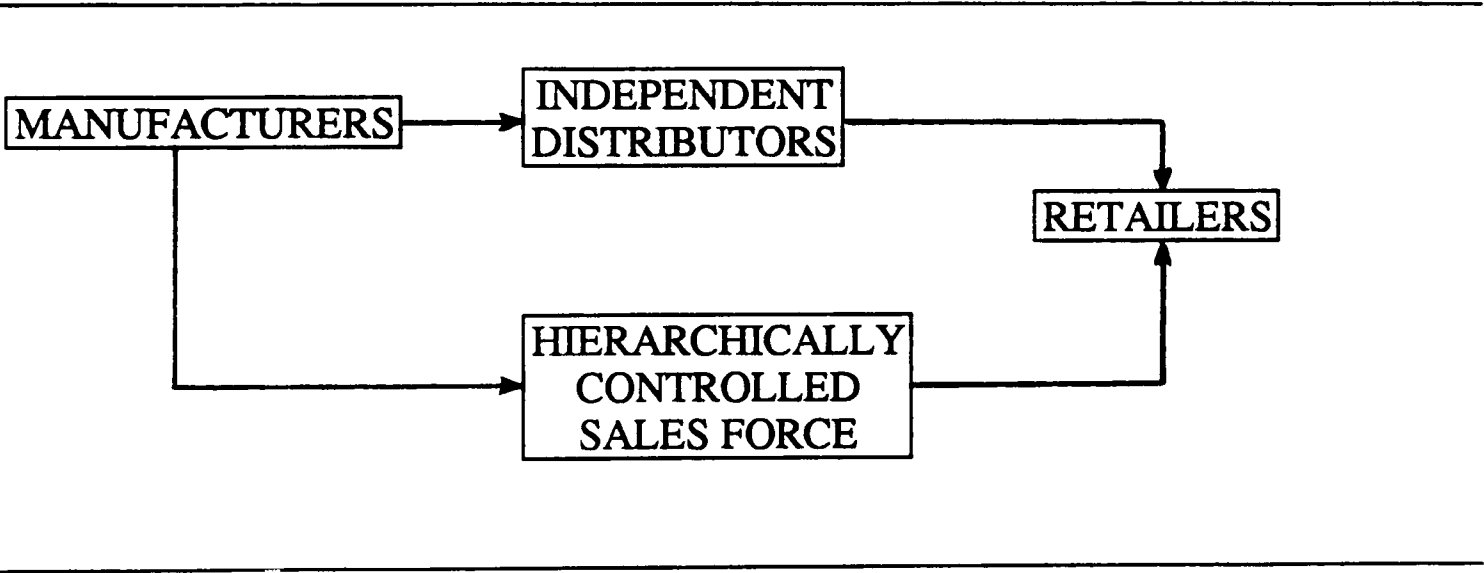 MANUFACTURERS
INDEPENDENT
DISTRIBUTORS
RETAILERS
HIERARCHICALLY
CONTROLLED
SALES FORCE